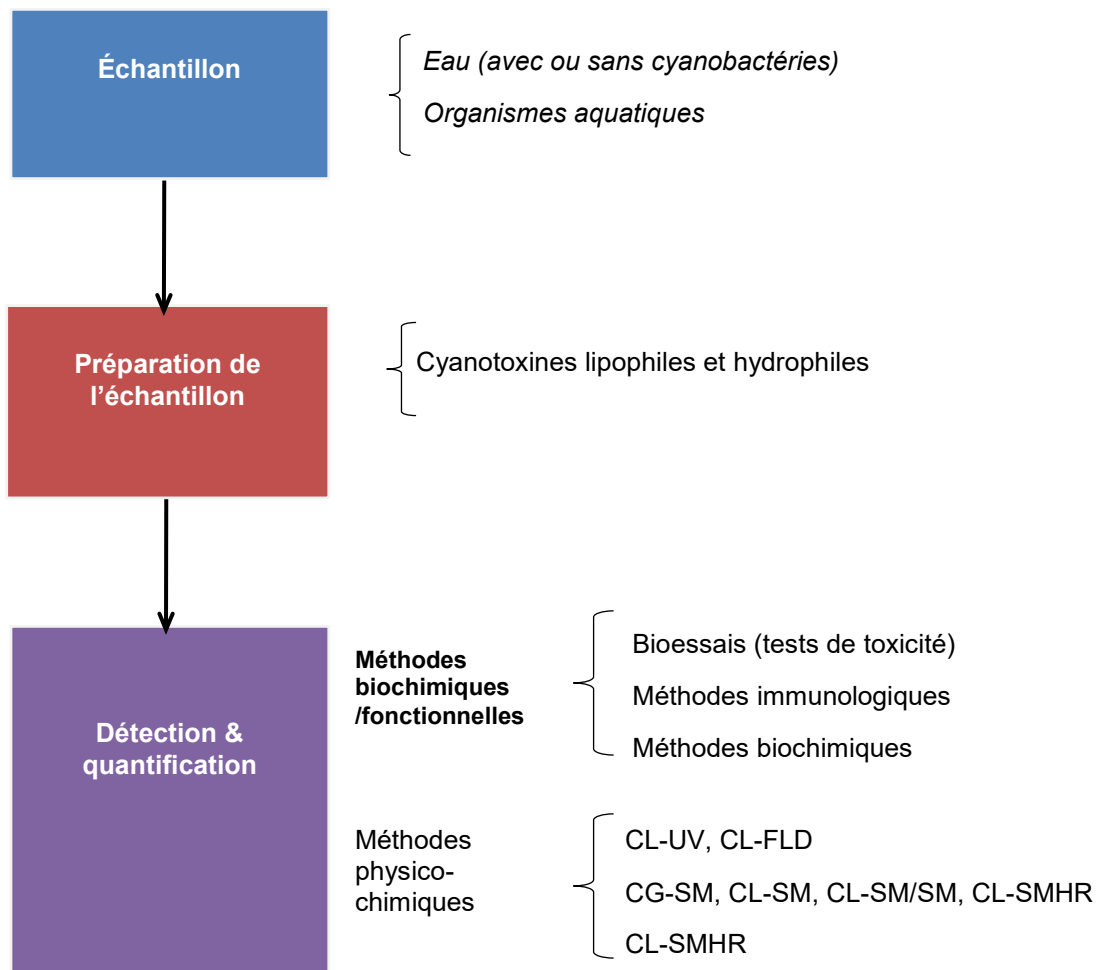 Échantillon
Eau (avec ou sans cyanobactéries)
Organismes aquatiques
Préparation de
l’échantillon
Cyanotoxines lipophiles et hydrophiles
Détection &
quantification
Méthodes
biochimiques
/fonctionnelles
Bioessais (tests de toxicité)
Méthodes immunologiques
Méthodes biochimiques
Méthodes
physico-
chimiques
CL-UV, CL-FLD
CG-SM, CL-SM, CL-SM/SM, CL-SMHR
CL-SMHR